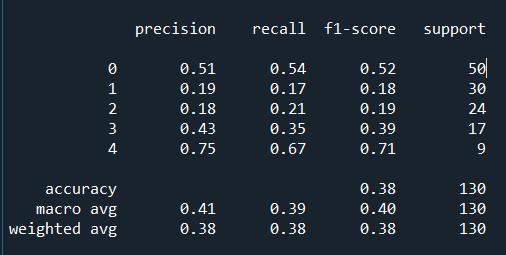 precision recall f1-score support
0 0.51 0.54 0.52 50
1 0.19 0.17 0.18 30
2 0.18 0.21 0.19 24
3 0.43 0.35 0.39 17
4 0.75 0.67 0.71 9
accuracy 0.38 130
macro avg 0.41 0.39 0.40 130
weighted avg 0.38 0.38 0.38 130